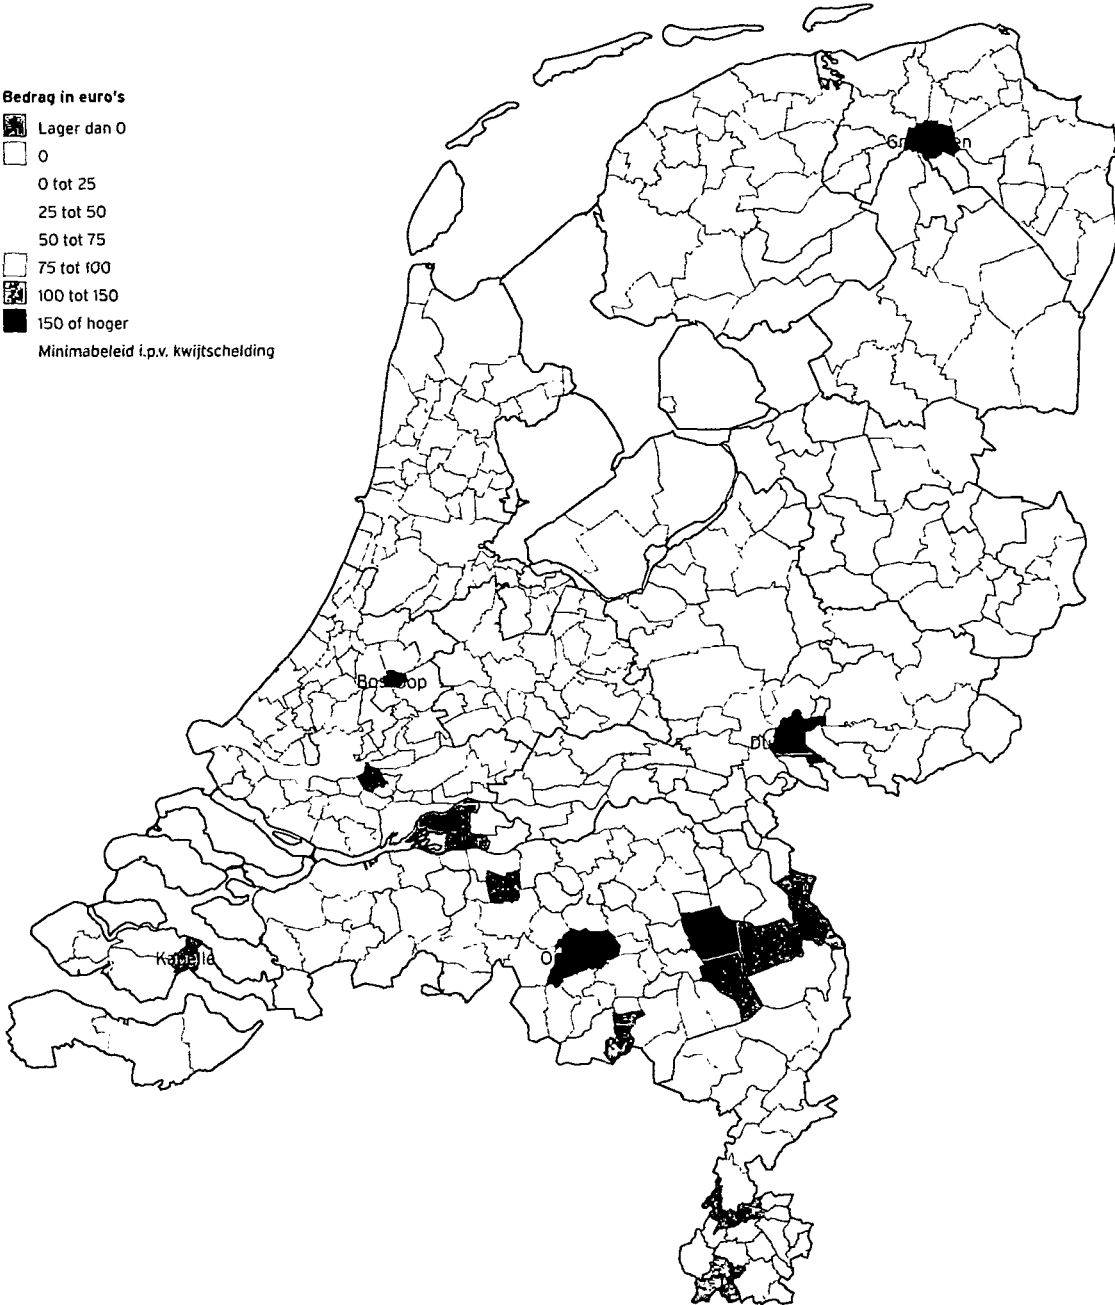 Bedrag in euro's
Lager dan 0
0
0 tot 25
25 tot 50
50 tot 75
75 tot 100
100 tot 150
150 of hoger
Minimabeleid i.p.v. kwijtschelding